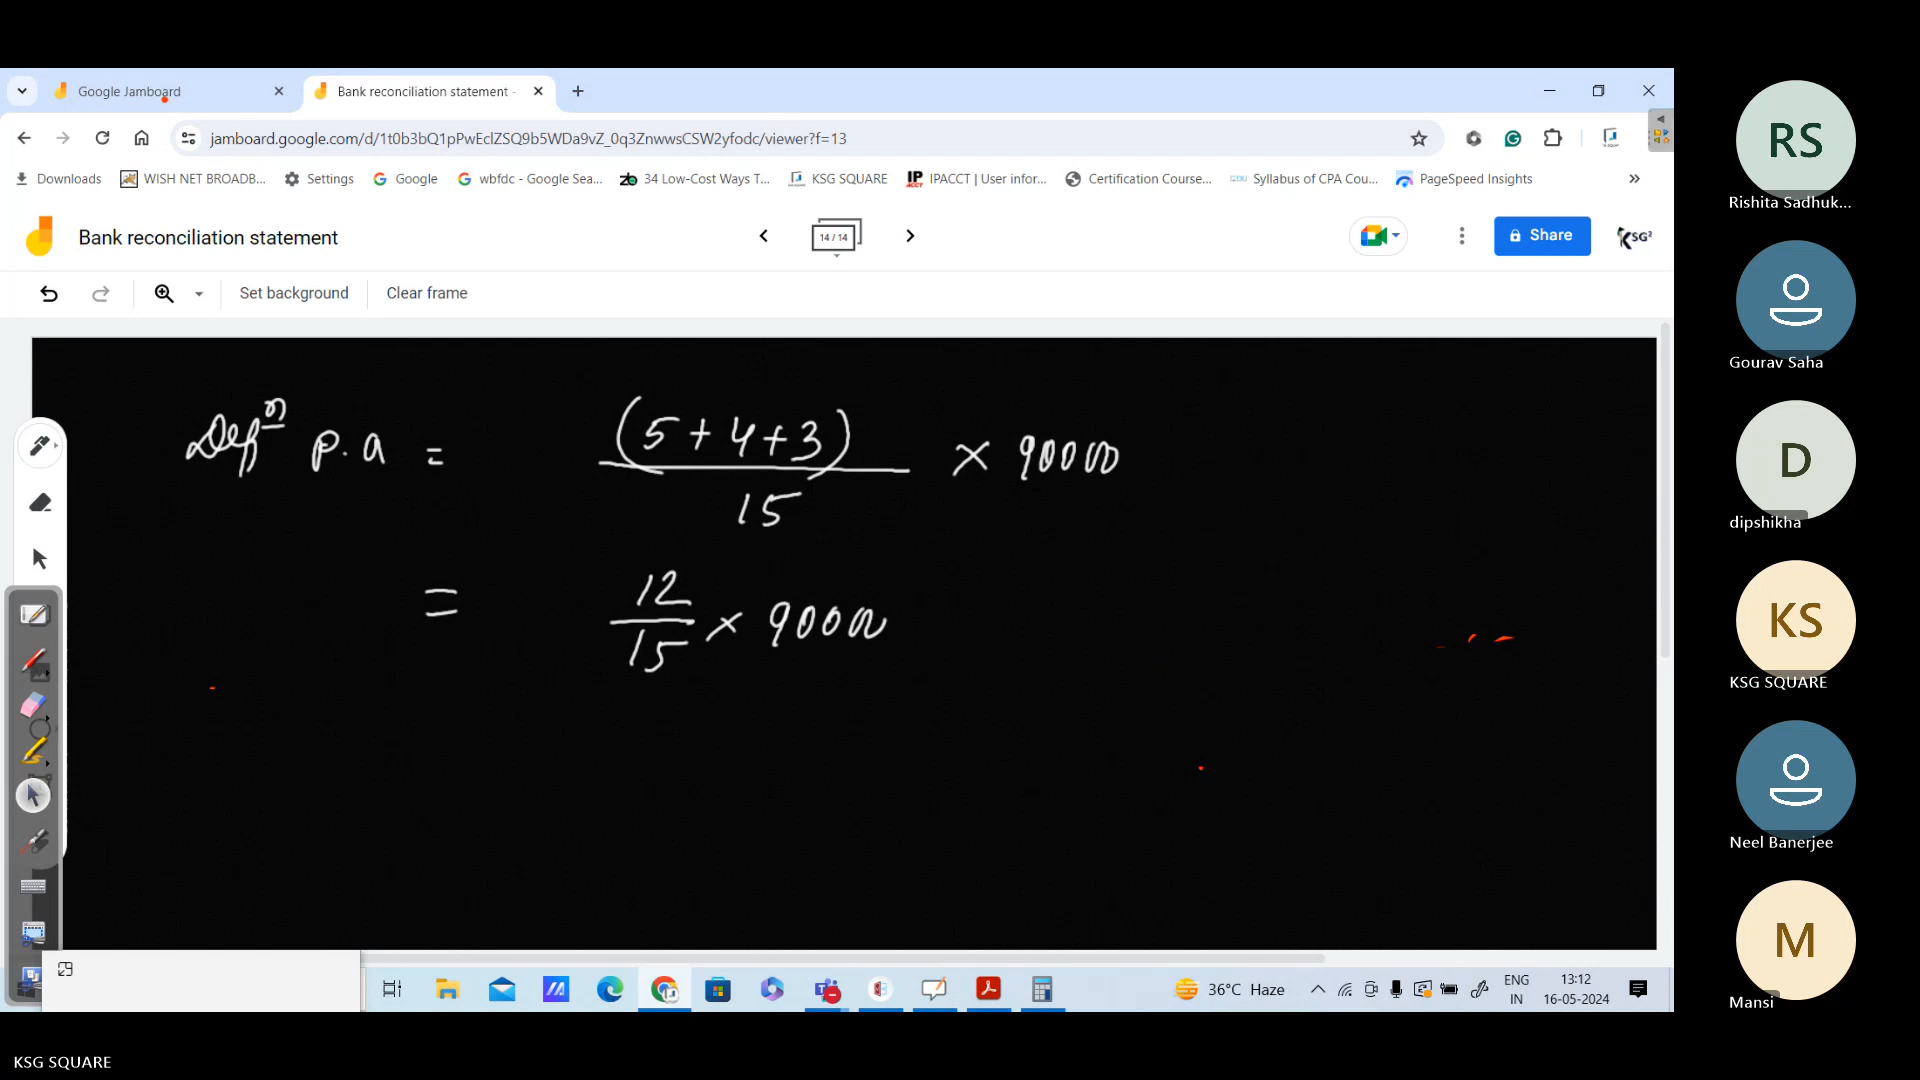 Google Jamboard
Bank reconciliation statement -
jamboard.google.com/d/1t0b3bQ1pPwEclZSQ9b5WDa9vZ_0q3ZnwwsCSW2yfodc/viewer?f=13
Downloads WISH NET BROADB... Settings Google wbfdc - Google Sea... 34 Low-Cost Ways T... KSG SQUARE IPACCT | User infor... Certification Course... Syllabus of CPA Cou... PageSpeed Insights
Bank reconciliation statement 14 / 14 Share KSG²
Set background Clear frame
Depⁿ p.a = (5+4+3)
15 × 90000
= 12
15 × 90000
36°C Haze ENG 13:12
IN 16-05-2024
RS
Rishita Sadhuk...
Gourav Saha
D
dipshikha
KS
KSG SQUARE
Neel Banerjee
M
Mansi
KSG SQUARE